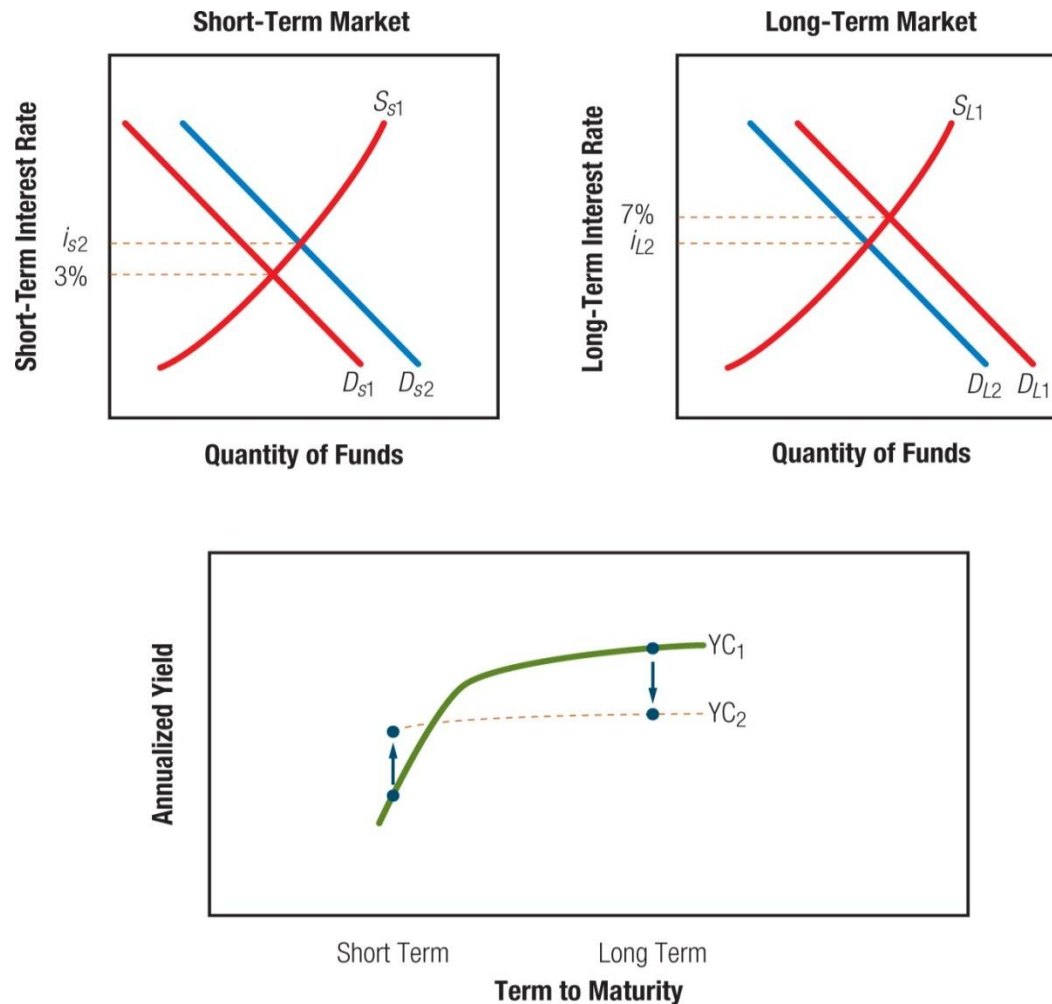 Short-Term Market
Short-Term Interest Rate
S_s1
i_s2
3%
D_s1 D_s2
Quantity of Funds
Long-Term Market
Long-Term Interest Rate
S_L1
7%
i_L2
D_L2 D_L1
Quantity of Funds
Annualized Yield
YC_1
YC_2
Short Term Long Term
Term to Maturity